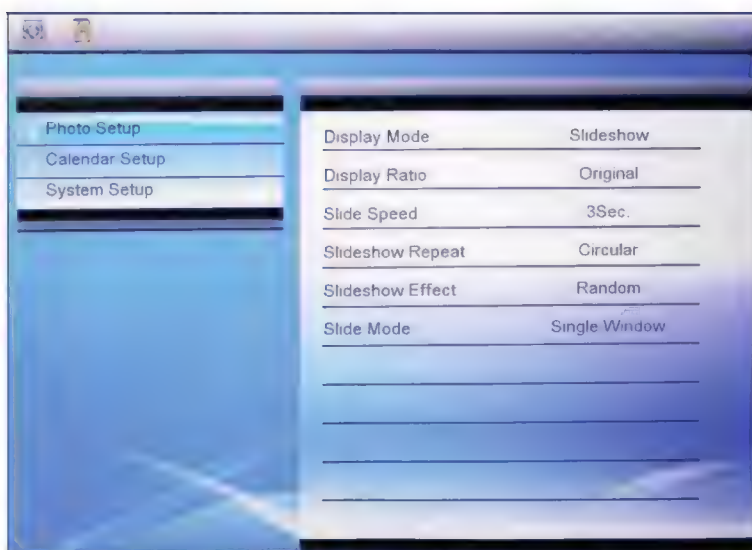 Photo Setup
Calendar Setup
System Setup
Display Mode Slideshow
Display Ratio Original
Slide Speed 3Sec.
Slideshow Repeat Circular
Slideshow Effect Random
Slide Mode Single Window